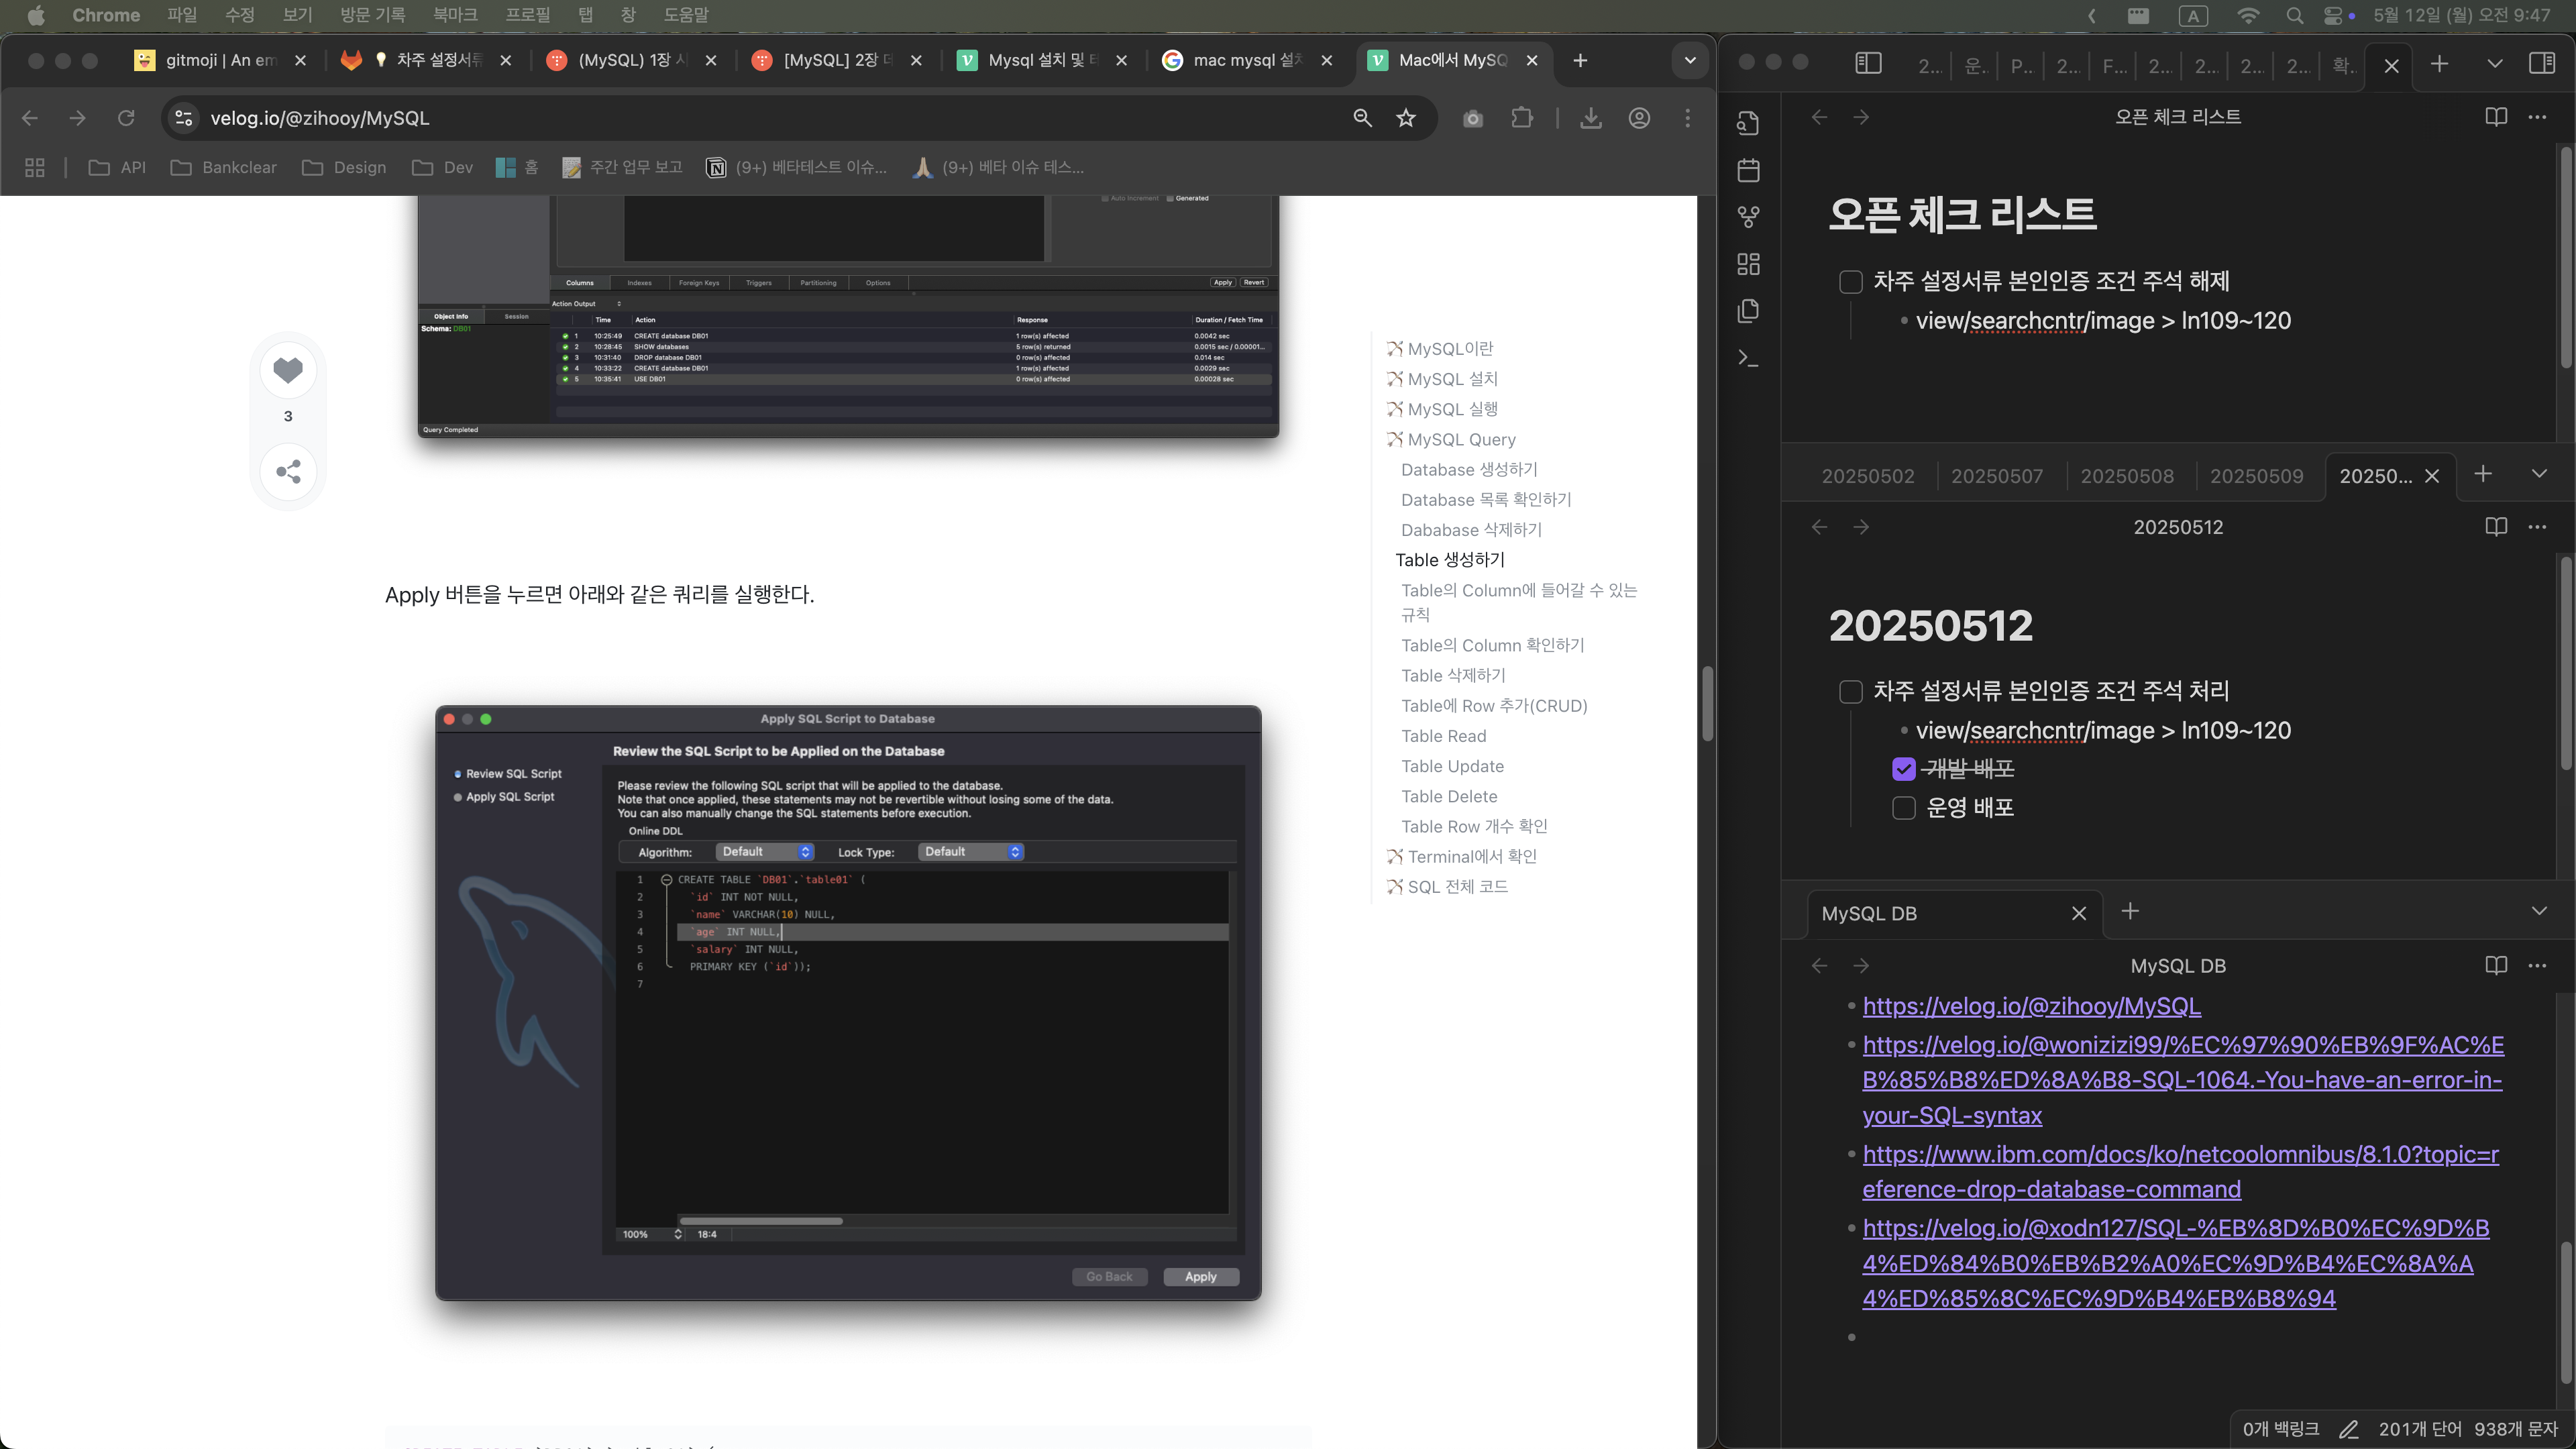 Chrome 파일 수정 보기 방문 기록 북마크 프로필 탭 창 도움말
A 5월 12일 (월) 오전 9:47
gitmoji | An em
차주 설정서류
(MySQL) 1장 시
[MySQL] 2장 데
Mysql 설치 및 터
mac mysql 설치
Mac에서 MySQ
velog.io/@zihooy/MySQL
API
Bankclear
Design
Dev
홈
주간 업무 보고
(9+) 베타테스트 이슈...
(9+) 베타 이슈 테스...
Auto Increment Generated
Columns Indexes Foreign Keys Triggers Partitioning Options Apply Revert
Action Output
Object Info Session
Schema: DB01
Time Action Response Duration / Fetch Time
1 10:25:49 CREATE database DB01 1 row(s) affected 0.0042 sec
2 10:28:45 SHOW databases 5 row(s) returned 0.0015 sec / 0.00001...
3 10:31:40 DROP database DB01 0 row(s) affected 0.014 sec
4 10:33:22 CREATE database DB01 1 row(s) affected 0.0029 sec
5 10:35:41 USE DB01 0 row(s) affected 0.00028 sec
Query Completed
3
Apply 버튼을 누르면 아래와 같은 쿼리를 실행한다.
Apply SQL Script to Database
Review the SQL Script to be Applied on the Database
Review SQL Script
Apply SQL Script
Please review the following SQL script that will be applied to the database.
Note that once applied, these statements may not be revertible without losing some of the data.
You can also manually change the SQL statements before execution.
Online DDL
Algorithm: Default Lock Type: Default
1 CREATE TABLE `DB01`.`table01` (
2 `id` INT NOT NULL,
3 `name` VARCHAR(10) NULL,
4 `age` INT NULL,
5 `salary` INT NULL,
6 PRIMARY KEY (`id`));
7
100% 18:4
Go Back Apply
MySQL이란
MySQL 설치
MySQL 실행
MySQL Query
Database 생성하기
Database 목록 확인하기
Dababase 삭제하기
Table 생성하기
Table의 Column에 들어갈 수 있는
규칙
Table의 Column 확인하기
Table 삭제하기
Table에 Row 추가(CRUD)
Table Read
Table Update
Table Delete
Table Row 개수 확인
Terminal에서 확인
SQL 전체 코드
2... 운. P... 2... F... 2... 2... 2... 2... 확.
오픈 체크 리스트
오픈 체크 리스트
차주 설정서류 본인인증 조건 주석 해제
view/searchcntr/image > ln109~120
20250502 20250507 20250508 20250509 20250...
20250512
20250512
차주 설정서류 본인인증 조건 주석 처리
view/searchcntr/image > ln109~120
개발 배포
운영 배포
MySQL DB
MySQL DB
https://velog.io/@zihooy/MySQL
https://velog.io/@wonizizi99/%EC%97%90%EB%9F%AC%E
B%85%B8%ED%8A%B8-SQL-1064.-You-have-an-error-in-
your-SQL-syntax
https://www.ibm.com/docs/ko/netcoolomnibus/8.1.0?topic=r
eference-drop-database-command
https://velog.io/@xodn127/SQL-%EB%8D%B0%EC%9D%B
4%ED%84%B0%EB%B2%A0%EC%9D%B4%EC%8A%A
4%ED%85%8C%EC%9D%B4%EB%B8%94
0개 백링크 201개 단어 938개 문자